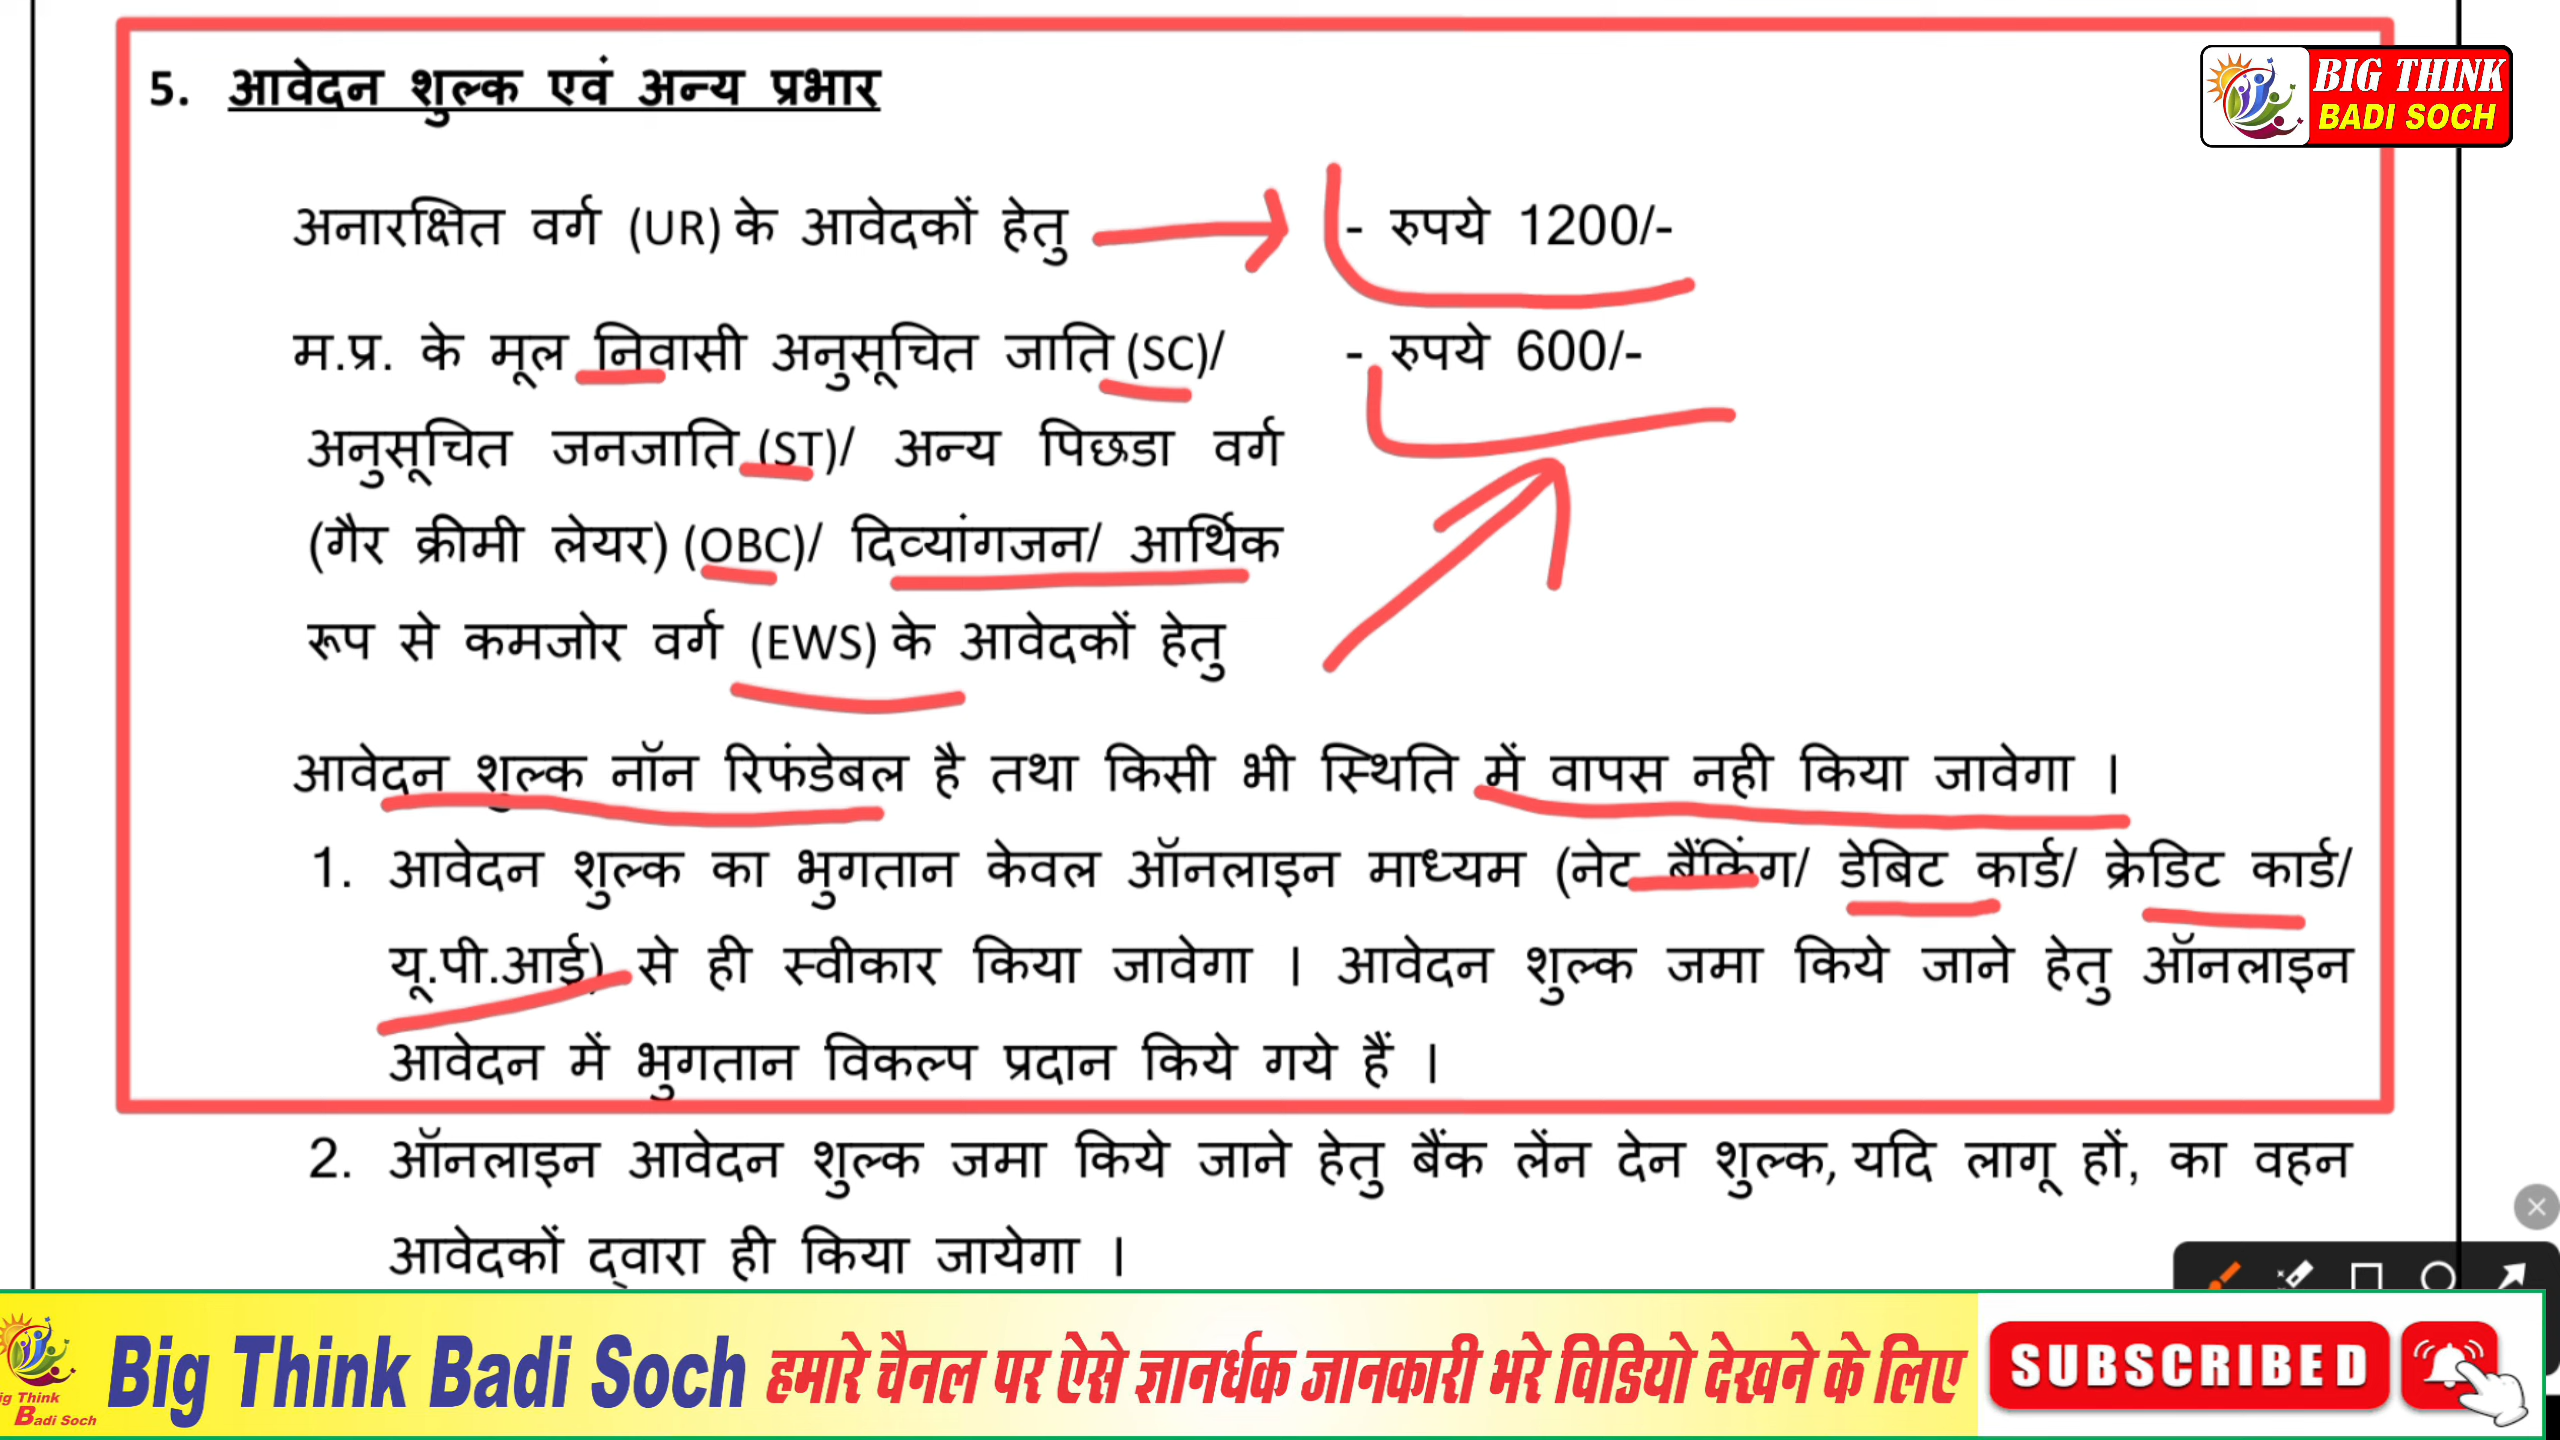 5. आवेदन शुल्क एवं अन्य प्रभार
BIG THINK
BADI SOCH
अनारक्षित वर्ग (UR) के आवेदकों हेतु - रुपये 1200/-
म.प्र. के मूल निवासी अनुसूचित जाति (SC)/ - रुपये 600/-
अनुसूचित जनजाति (ST)/ अन्य पिछडा वर्ग
(गैर क्रीमी लेयर) (OBC)/ दिव्यांगजन/ आर्थिक
रूप से कमजोर वर्ग (EWS) के आवेदकों हेतु
आवेदन शुल्क नॉन रिफंडेबल है तथा किसी भी स्थिति में वापस नही किया जावेगा ।
1. आवेदन शुल्क का भुगतान केवल ऑनलाइन माध्यम (नेट बैंकिंग/ डेबिट कार्ड/ क्रेडिट कार्ड/
यू.पी.आई) से ही स्वीकार किया जावेगा । आवेदन शुल्क जमा किये जाने हेतु ऑनलाइन
आवेदन में भुगतान विकल्प प्रदान किये गये हैं ।
2. ऑनलाइन आवेदन शुल्क जमा किये जाने हेतु बैंक लेंन देन शुल्क, यदि लागू हों, का वहन
आवेदकों द्वारा ही किया जायेगा ।
ig Think
Badi Soch
Big Think Badi Soch हमारे चैनल पर ऐसे ज्ञानर्धक जानकारी भरे विडियो देखने के लिए
SUBSCRIBED